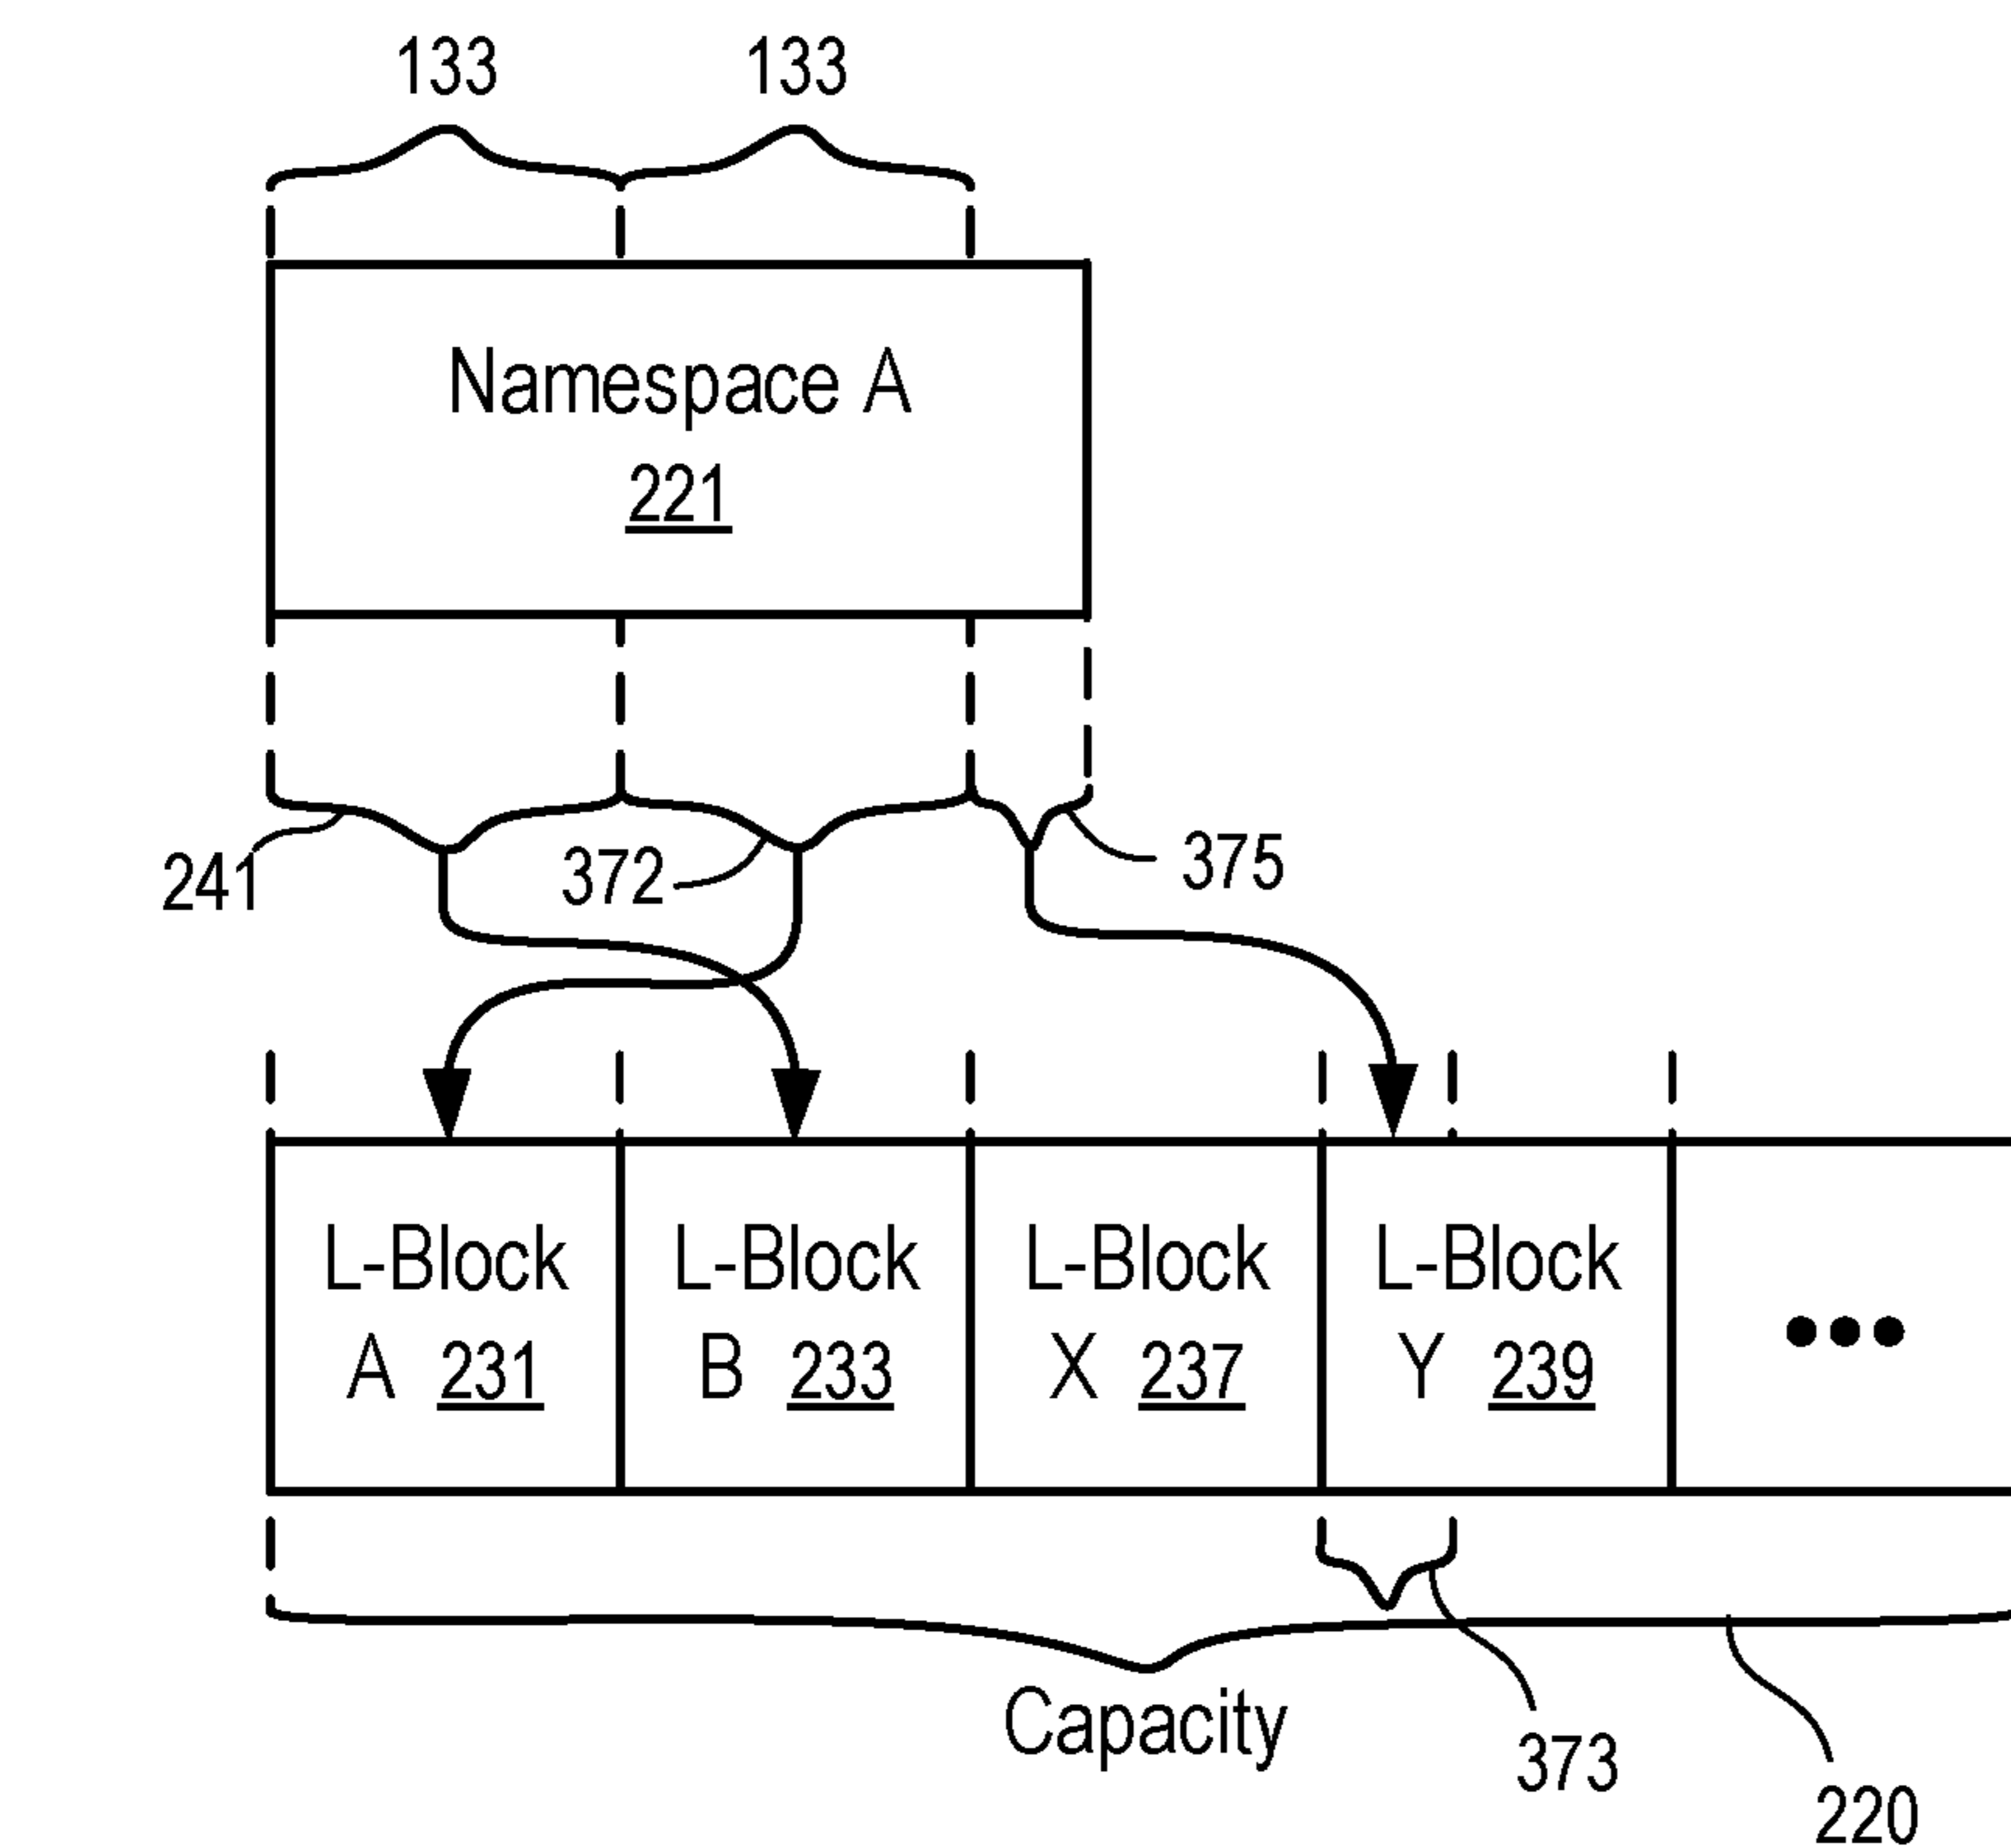 133 133
Namespace A
221
241 372 375
L-Block L-Block L-Block L-Block
A 231 B 233 X 237 Y 239 •••
Capacity
373
220